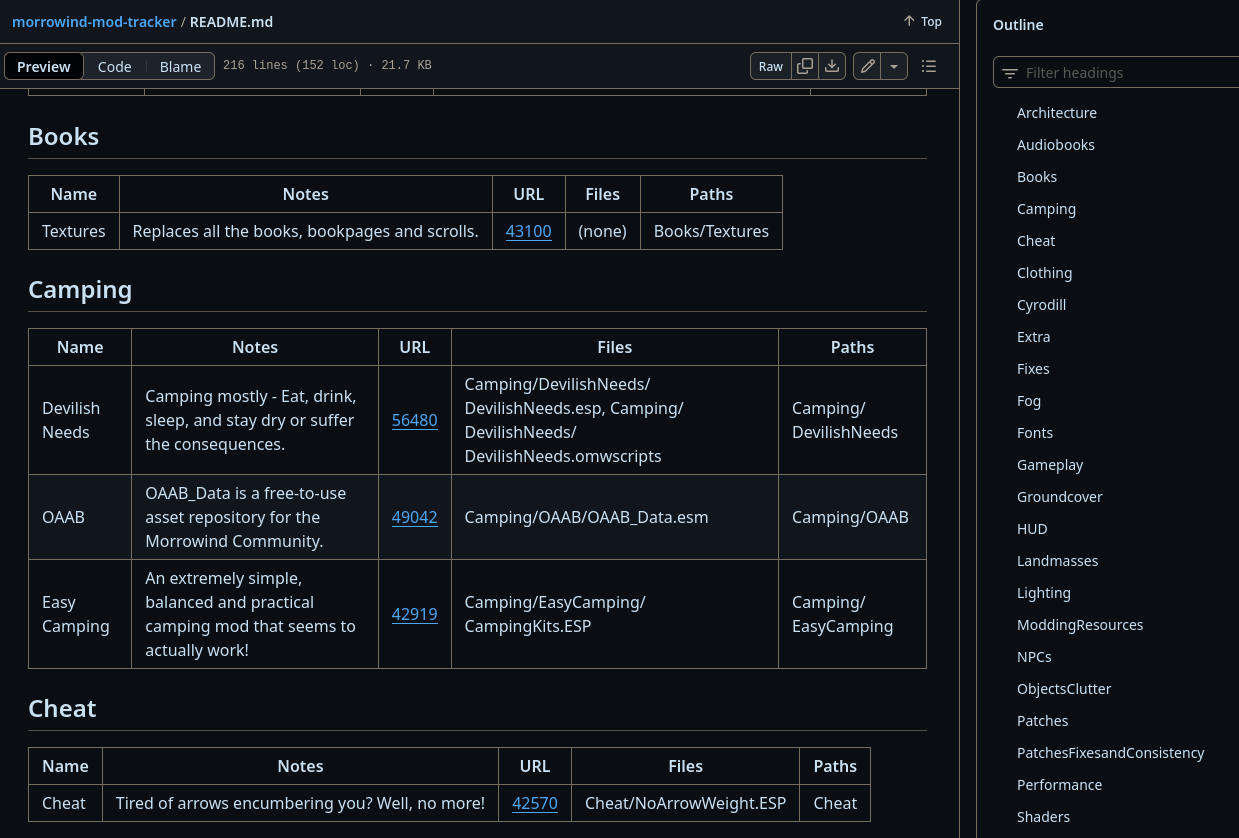 morrowind-mod-tracker / README.md
Top
Preview Code Blame 216 lines (152 loc) · 21.7 KB
Raw
Books
Name Notes URL Files Paths
Textures Replaces all the books, bookpages and scrolls. 43100 (none) Books/Textures
Camping
Name Notes URL Files Paths
Devilish
Needs
Camping mostly - Eat, drink,
sleep, and stay dry or suffer
the consequences.
56480
Camping/DevilishNeeds/
DevilishNeeds.esp, Camping/
DevilishNeeds/
DevilishNeeds.omwscripts
Camping/
DevilishNeeds
OAAB
OAAB_Data is a free-to-use
asset repository for the
Morrowind Community.
49042
Camping/OAAB/OAAB_Data.esm
Camping/OAAB
Easy
Camping
An extremely simple,
balanced and practical
camping mod that seems to
actually work!
42919
Camping/EasyCamping/
CampingKits.ESP
Camping/
EasyCamping
Cheat
Name Notes URL Files Paths
Cheat Tired of arrows encumbering you? Well, no more! 42570 Cheat/NoArrowWeight.ESP Cheat
Outline
Filter headings
Architecture
Audiobooks
Books
Camping
Cheat
Clothing
Cyrodill
Extra
Fixes
Fog
Fonts
Gameplay
Groundcover
HUD
Landmasses
Lighting
ModdingResources
NPCs
ObjectsClutter
Patches
PatchesFixesandConsistency
Performance
Shaders